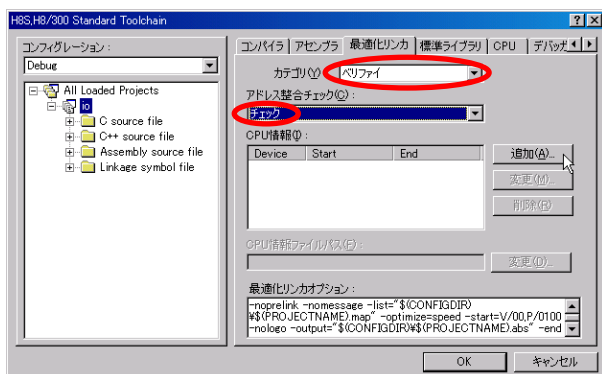 H8S,H8/300 Standard Toolchain
コンフィグレーション :
Debug
All Loaded Projects
io
C source file
C++ source file
Assembly source file
Linkage symbol file
コンパイラ アセンブラ 最適化リンカ 標準ライブラリ CPU デバッガ
カテゴリ(Y) : ベリファイ
アドレス整合チェック(C) :
チェック
CPU情報(I) :
Device Start End
追加(A)...
変更(M)...
削除(R)
CPU情報ファイルパス(F) :
変更(D)...
最適化リンカオプション :
-noprelink -nomessage -list="$(CONFIGDIR)
¥$(PROJECTNAME).map" -optimize=speed -start=V/00,P/0100
-nologo -output="$(CONFIGDIR)¥$(PROJECTNAME).abs" -end
OK キャンセル